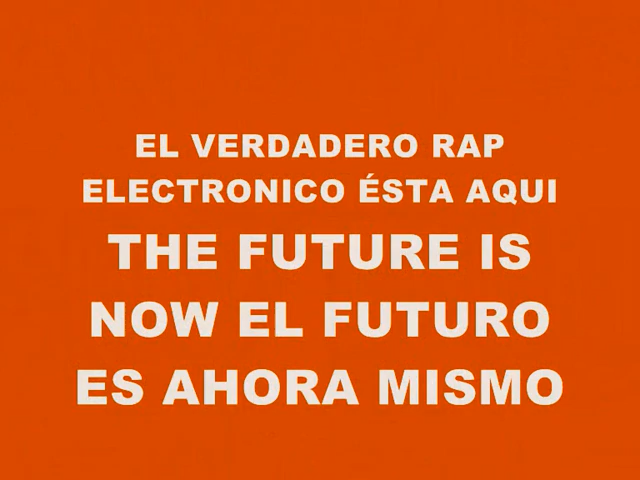 EL VERDADERO RAP
ELECTRONICO ÉSTA AQUI
THE FUTURE IS
NOW EL FUTURO
ES AHORA MISMO